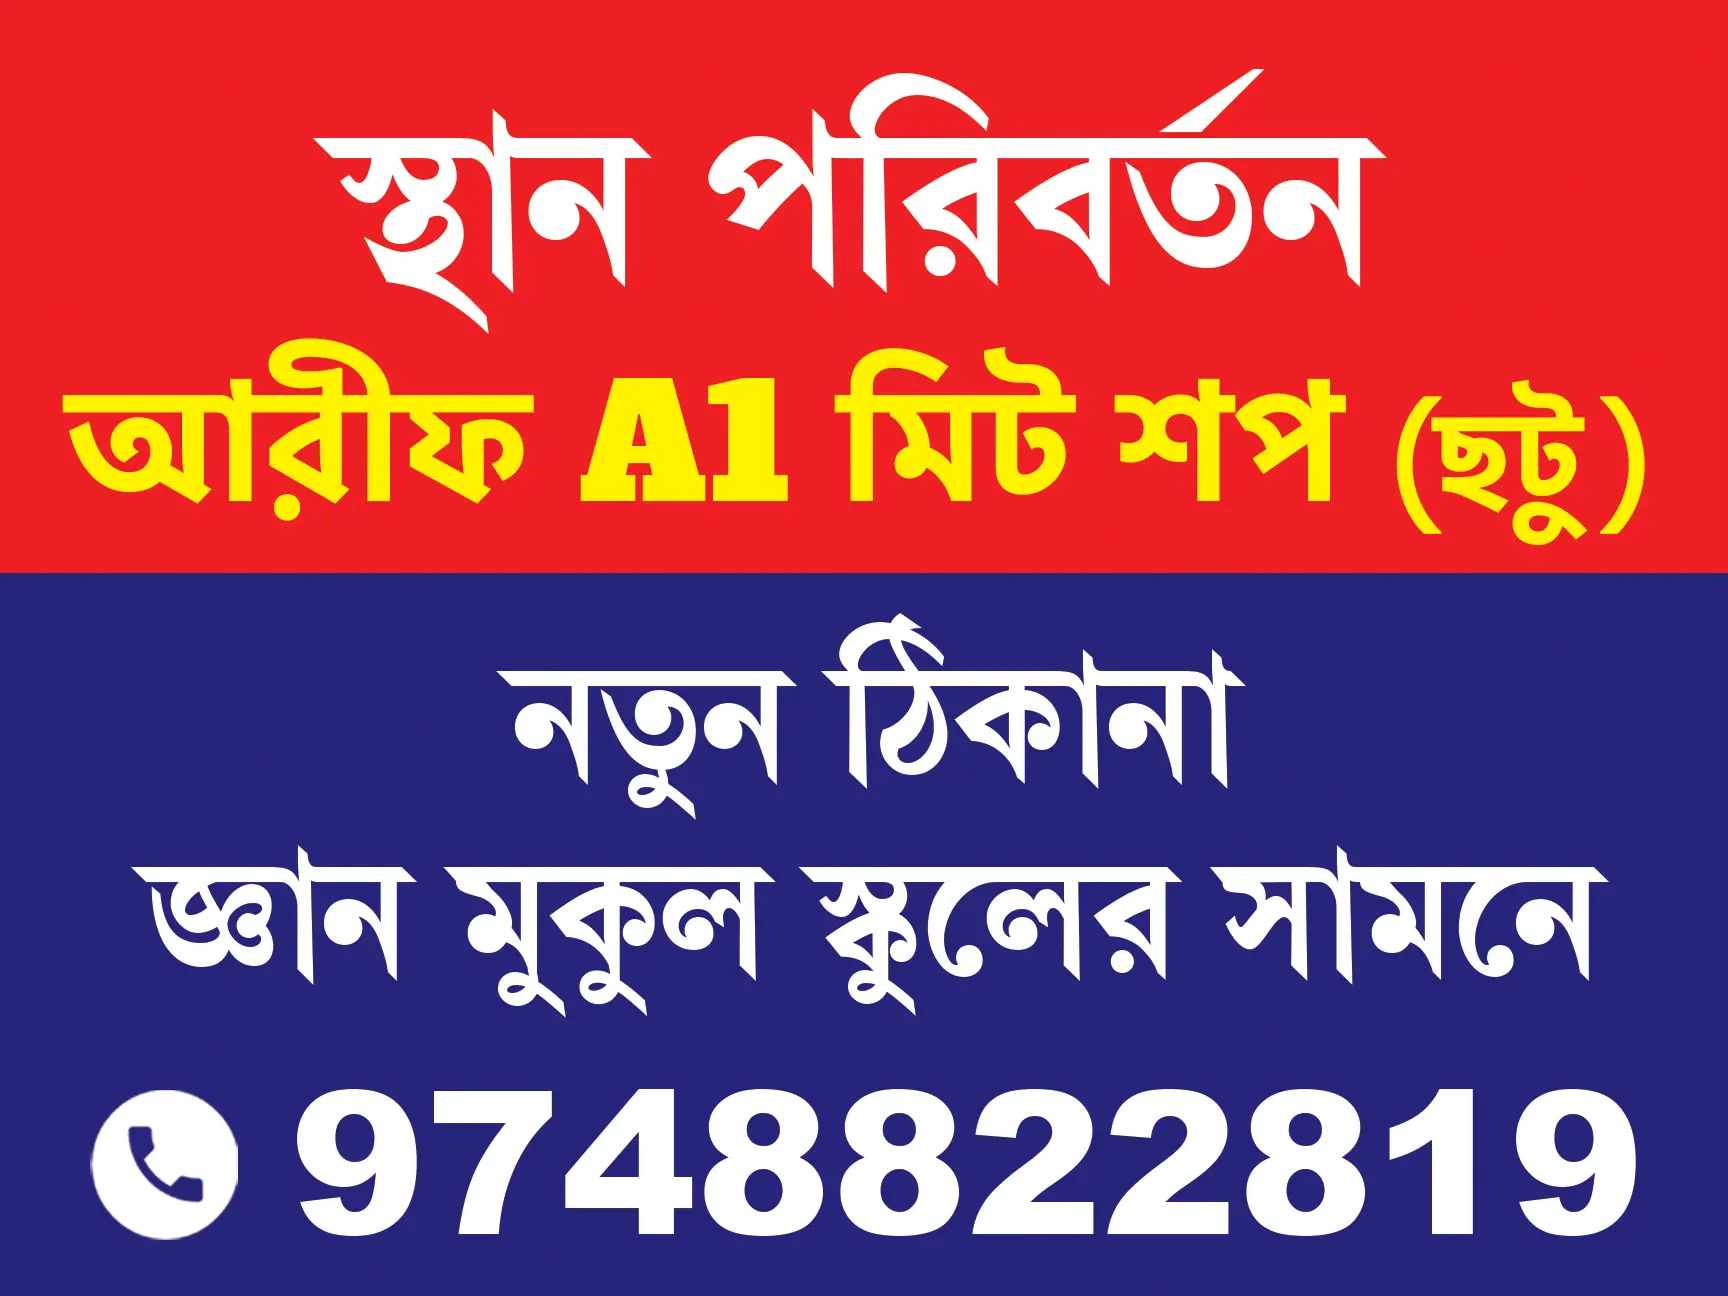 স্থান পরিবর্তন
আরীফ A1 মিট শপ (ছটু)
নতুন ঠিকানা
জ্ঞান মুকুল স্কুলের সামনে
9748822819